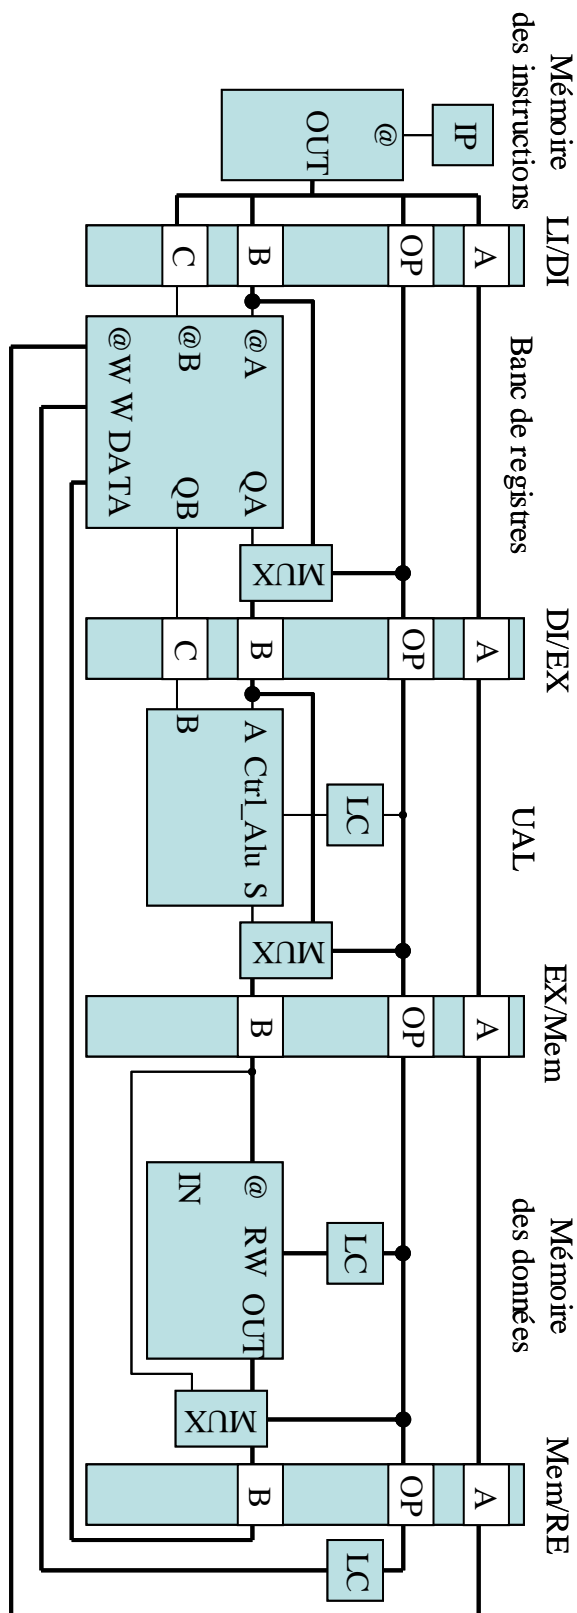 Mémoire
des instructions
LI/DI
Banc de registres
DI/EX
UAL
EX/Mem
Mémoire
des données
Mem/RE
IP
@
OUT
A
OP
B
C
@A
@B
@W W DATA
QA
QB
MUX
A
OP
B
C
A Ctrl_Alu S
B
LC
MUX
A
OP
B
@ RW OUT
IN
LC
MUX
A
OP
B
LC